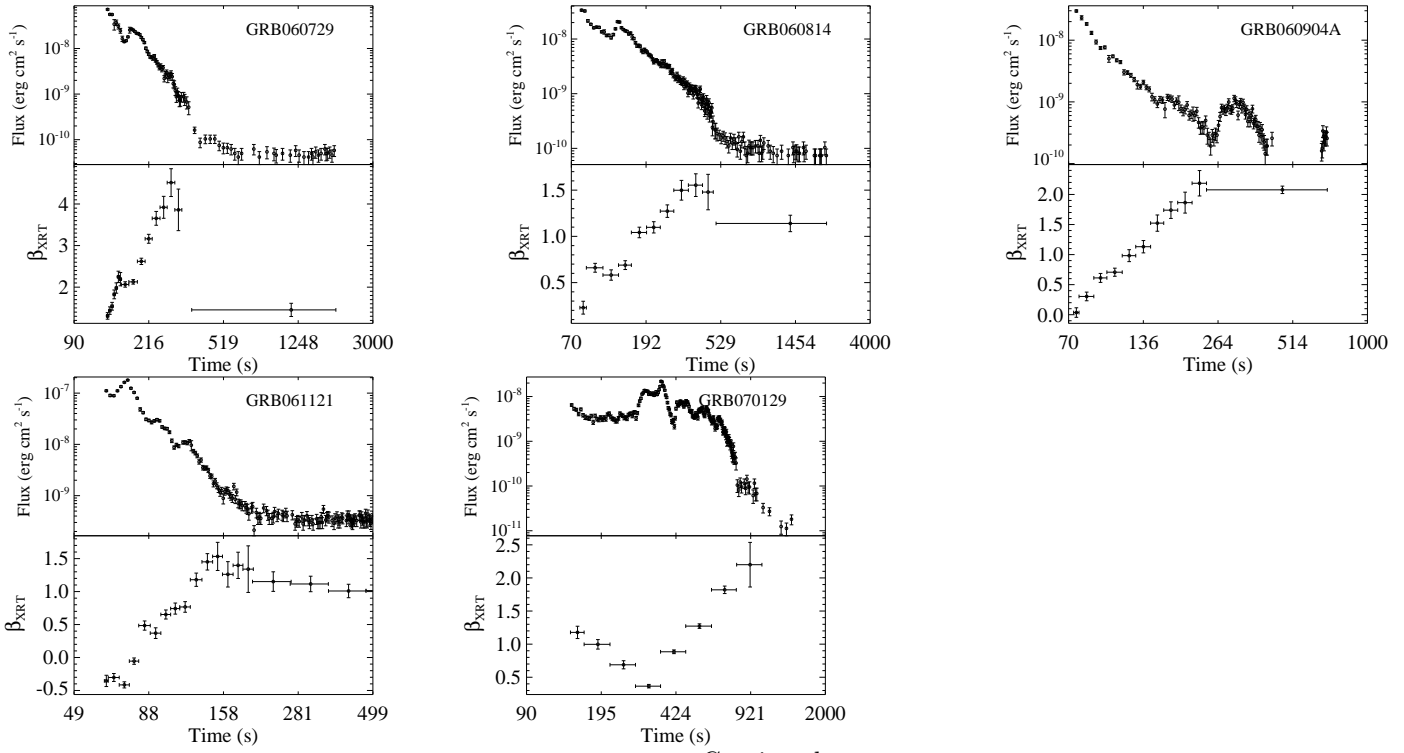 GRB060729
Flux (erg cm² s⁻¹)
10⁻⁸
10⁻⁹
10⁻¹⁰
β_XRT
4
3
2
90 216 519 1248 3000
Time (s)
GRB060814
Flux (erg cm² s⁻¹)
10⁻⁸
10⁻⁹
10⁻¹⁰
β_XRT
1.5
1.0
0.5
70 192 529 1454 4000
Time (s)
GRB060904A
Flux (erg cm² s⁻¹)
10⁻⁸
10⁻⁹
10⁻¹⁰
β_XRT
2.0
1.5
1.0
0.5
0.0
70 136 264 514 1000
Time (s)
GRB061121
Flux (erg cm² s⁻¹)
10⁻⁷
10⁻⁸
10⁻⁹
β_XRT
1.5
1.0
0.5
0.0
-0.5
49 88 158 281 499
Time (s)
GRB070129
Flux (erg cm² s⁻¹)
10⁻⁸
10⁻⁹
10⁻¹⁰
10⁻¹¹
β_XRT
2.5
2.0
1.5
1.0
0.5
90 195 424 921 2000
Time (s)